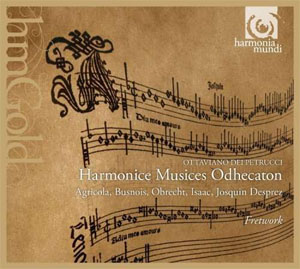 harmonia
mundi
hmGold
OTTAVIANO DEI PETRUCCI
Harmonice Musices Odhecaton
Agricola, Busnois, Obrecht, Isaac, Josquin Desprez
Fretwork